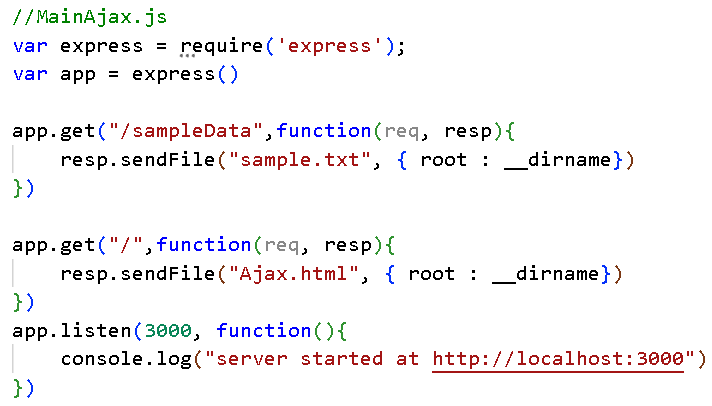 //MainAjax.js
var express = require('express');
var app = express()
app.get("/sampleData",function(req, resp){
resp.sendFile("sample.txt", { root : __dirname})
})
app.get("/",function(req, resp){
resp.sendFile("Ajax.html", { root : __dirname})
})
app.listen(3000, function(){
console.log("server started at http://localhost:3000")
})